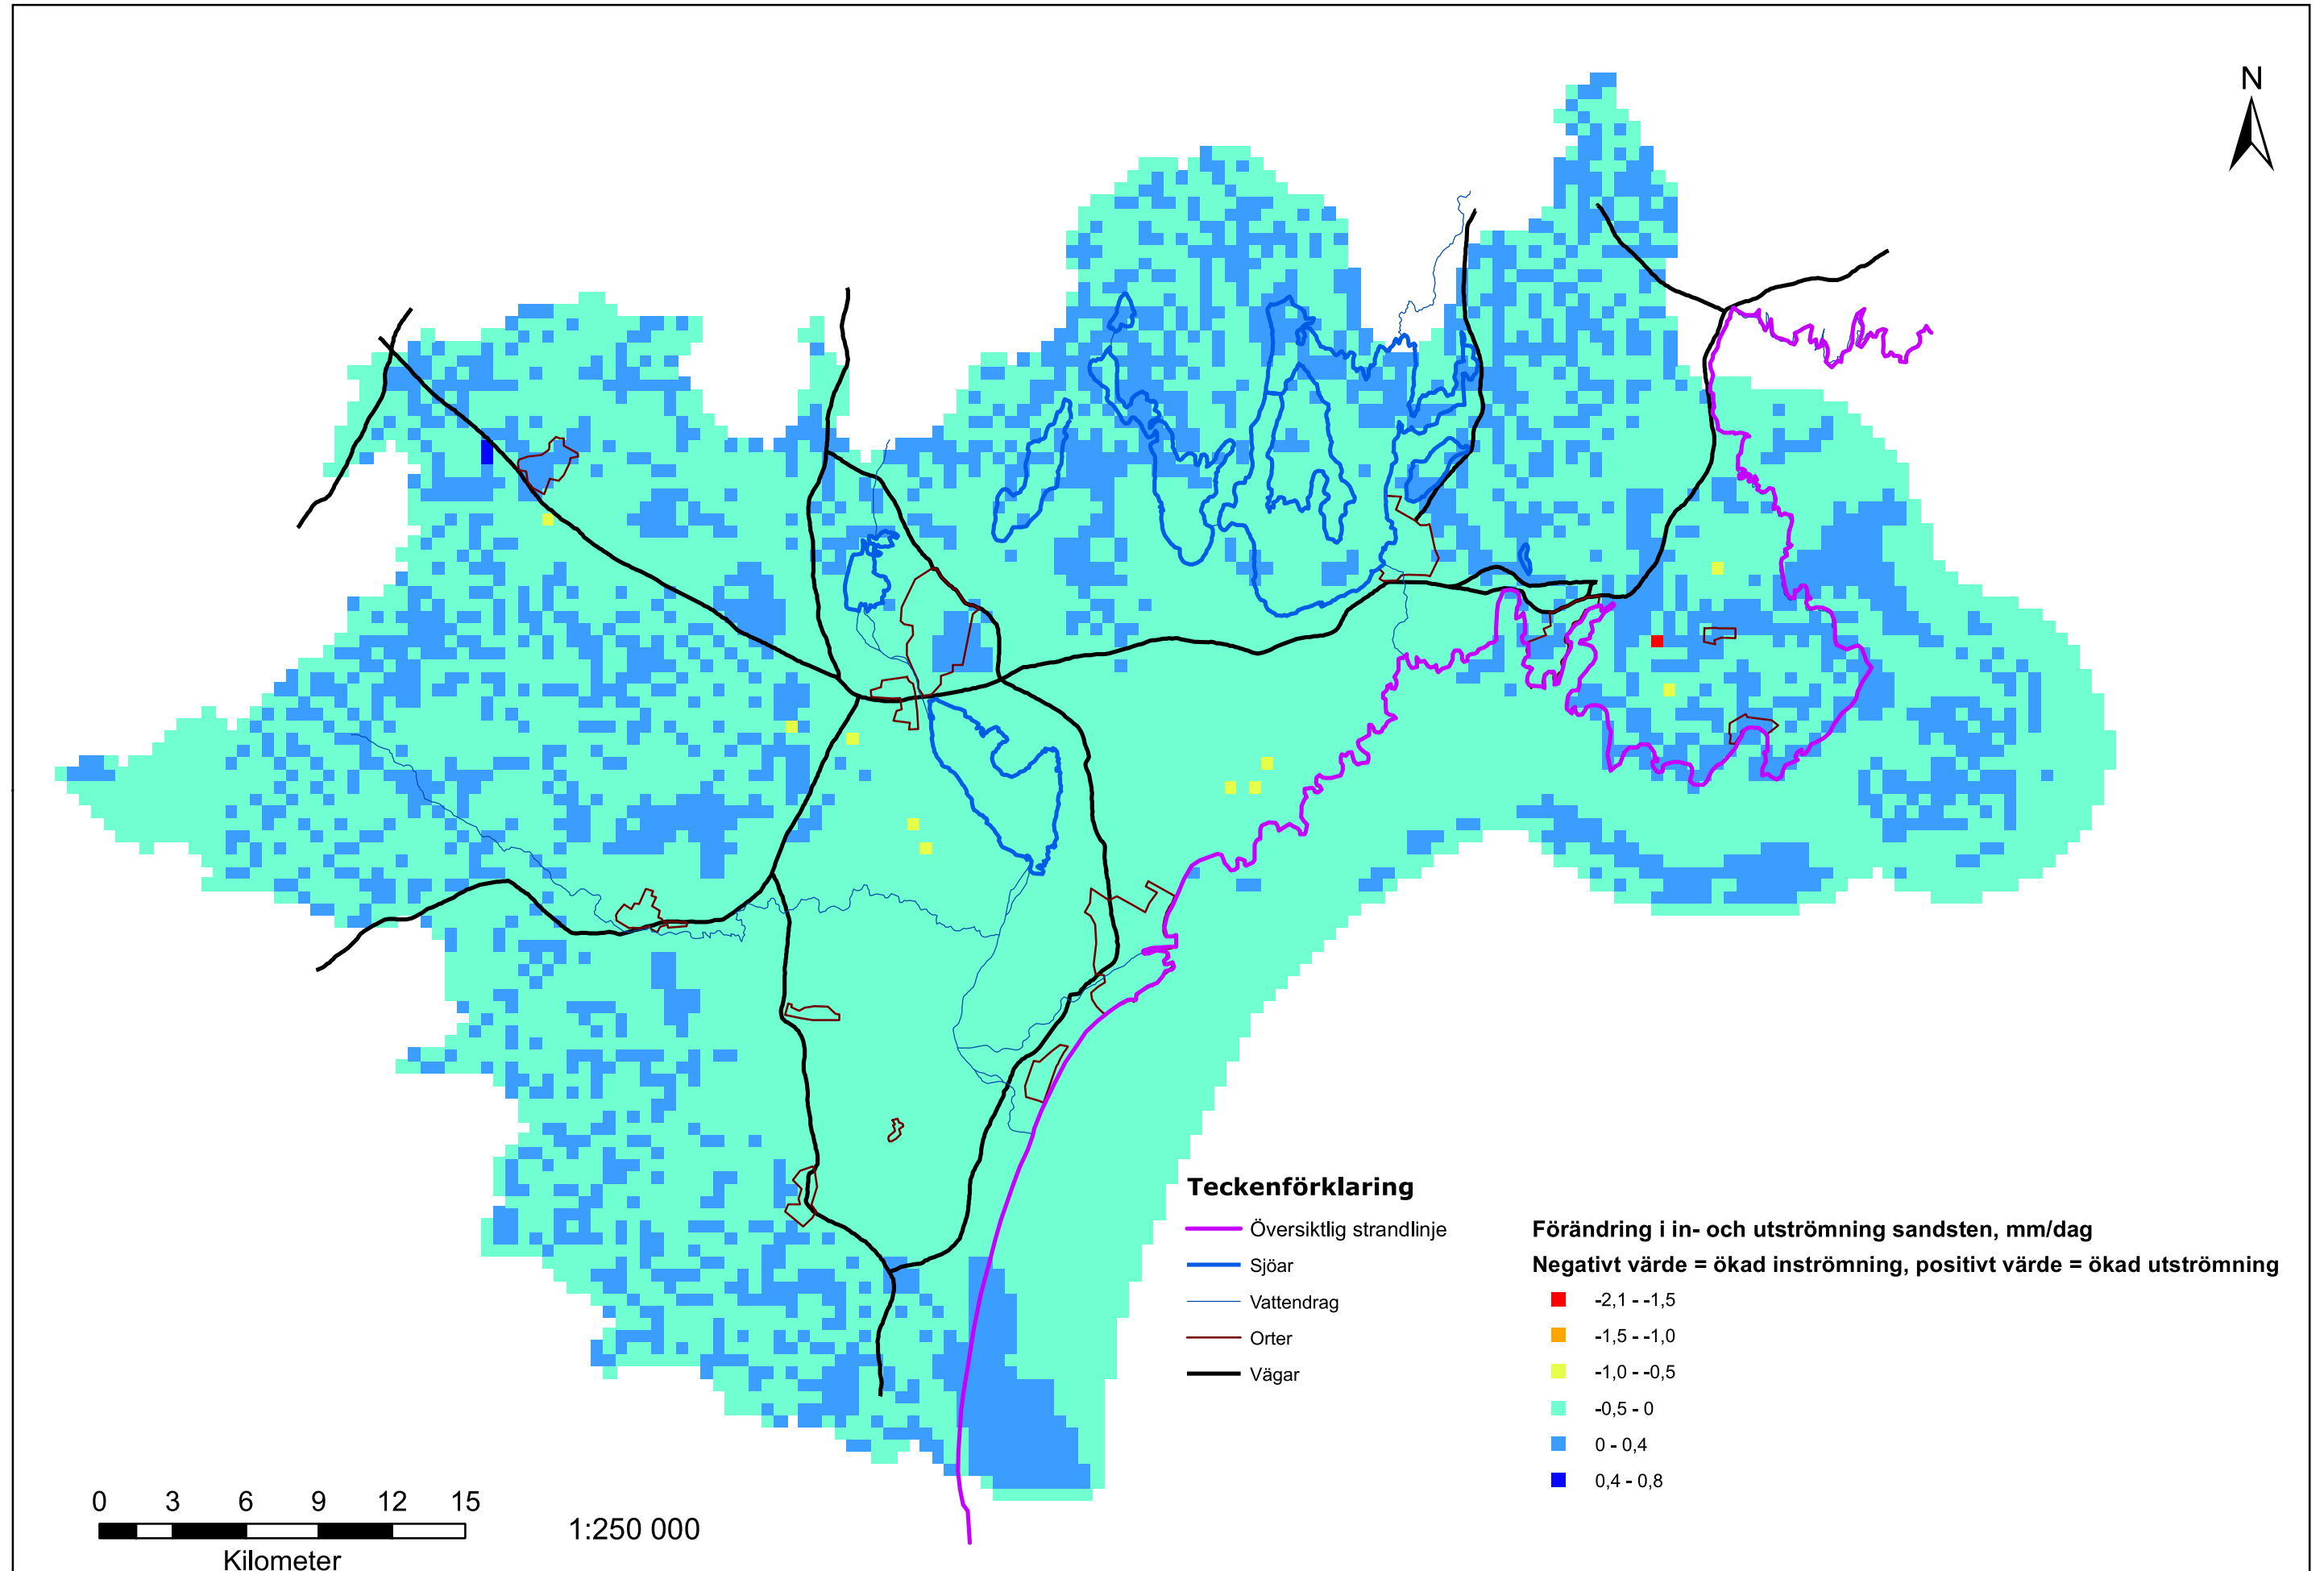 N
Teckenförklaring
Översiktlig strandlinje
Sjöar
Vattendrag
Orter
Vägar
Förändring i in- och utströmning sandsten, mm/dag
Negativt värde = ökad inströmning, positivt värde = ökad utströmning
-2,1 - -1,5
-1,5 - -1,0
-1,0 - -0,5
-0,5 - 0
0 - 0,4
0,4 - 0,8
0 3 6 9 12 15
Kilometer
1:250 000